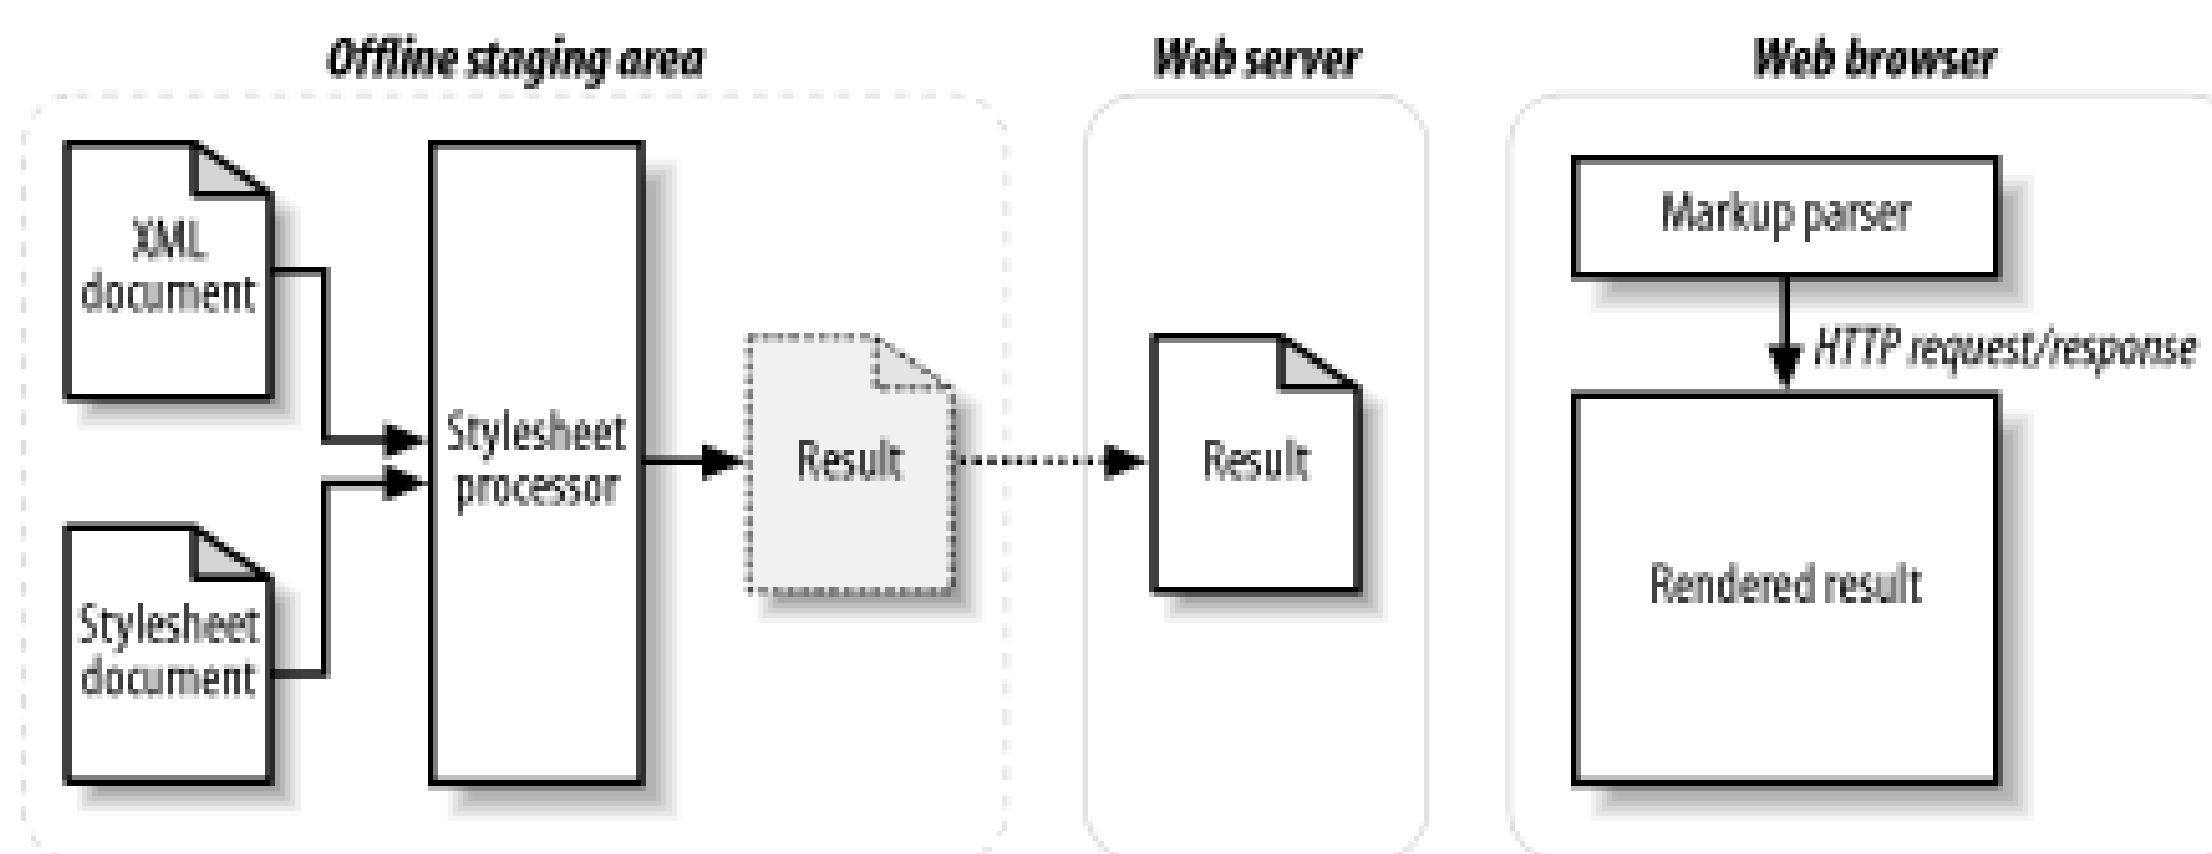 Offline staging area
Web server
Web browser
XML
document
Stylesheet
document
Stylesheet
processor
Result
Result
Markup parser
HTTP request/response
Rendered result